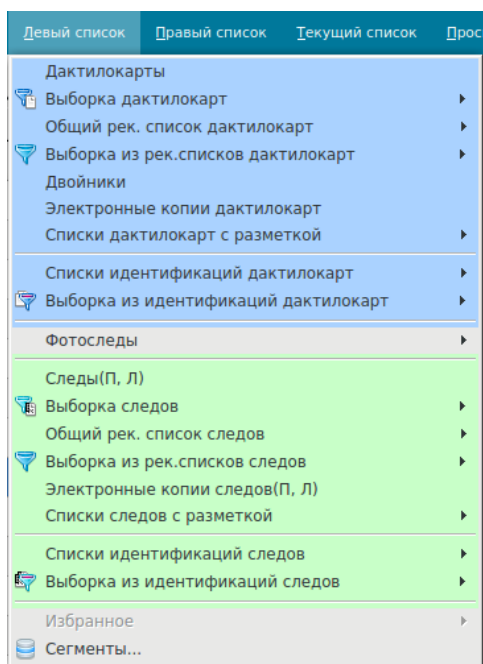 Левый список Правый список Текущий список Прос
Дактилокарты
Выборка дактилокарт
Общий рек. список дактилокарт
Выборка из рек.списков дактилокарт
Двойники
Электронные копии дактилокарт
Списки дактилокарт с разметкой
Списки идентификаций дактилокарт
Выборка из идентификаций дактилокарт
Фотоследы
Следы(П, Л)
Выборка следов
Общий рек. список следов
Выборка из рек.списков следов
Электронные копии следов(П, Л)
Списки следов с разметкой
Списки идентификаций следов
Выборка из идентификаций следов
Избранное
Сегменты...